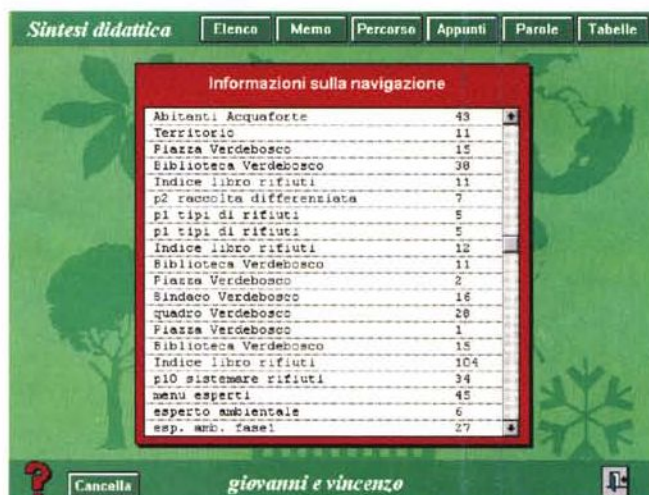 Sintesi didattica Elenco Memo Percorso Appunti Parole Tabelle
Informazioni sulla navigazione
Abitanti Acquaforte 43
Territorio 11
Piazza Verdebosco 15
Biblioteca Verdebosco 38
Indice libro rifiuti 11
p2 raccolta differenziata 7
p1 tipi di rifiuti 5
p1 tipi di rifiuti 5
Indice libro rifiuti 12
Biblioteca Verdebosco 11
Piazza Verdebosco 2
Sindaco Verdebosco 16
quadro Verdebosco 28
Piazza Verdebosco 1
Biblioteca Verdebosco 15
Indice libro rifiuti 104
p10 sistemare rifiuti 34
menu esperti 45
esperto ambientale 6
esp. amb. fase1 27
? Cancella giovanni e vincenzo